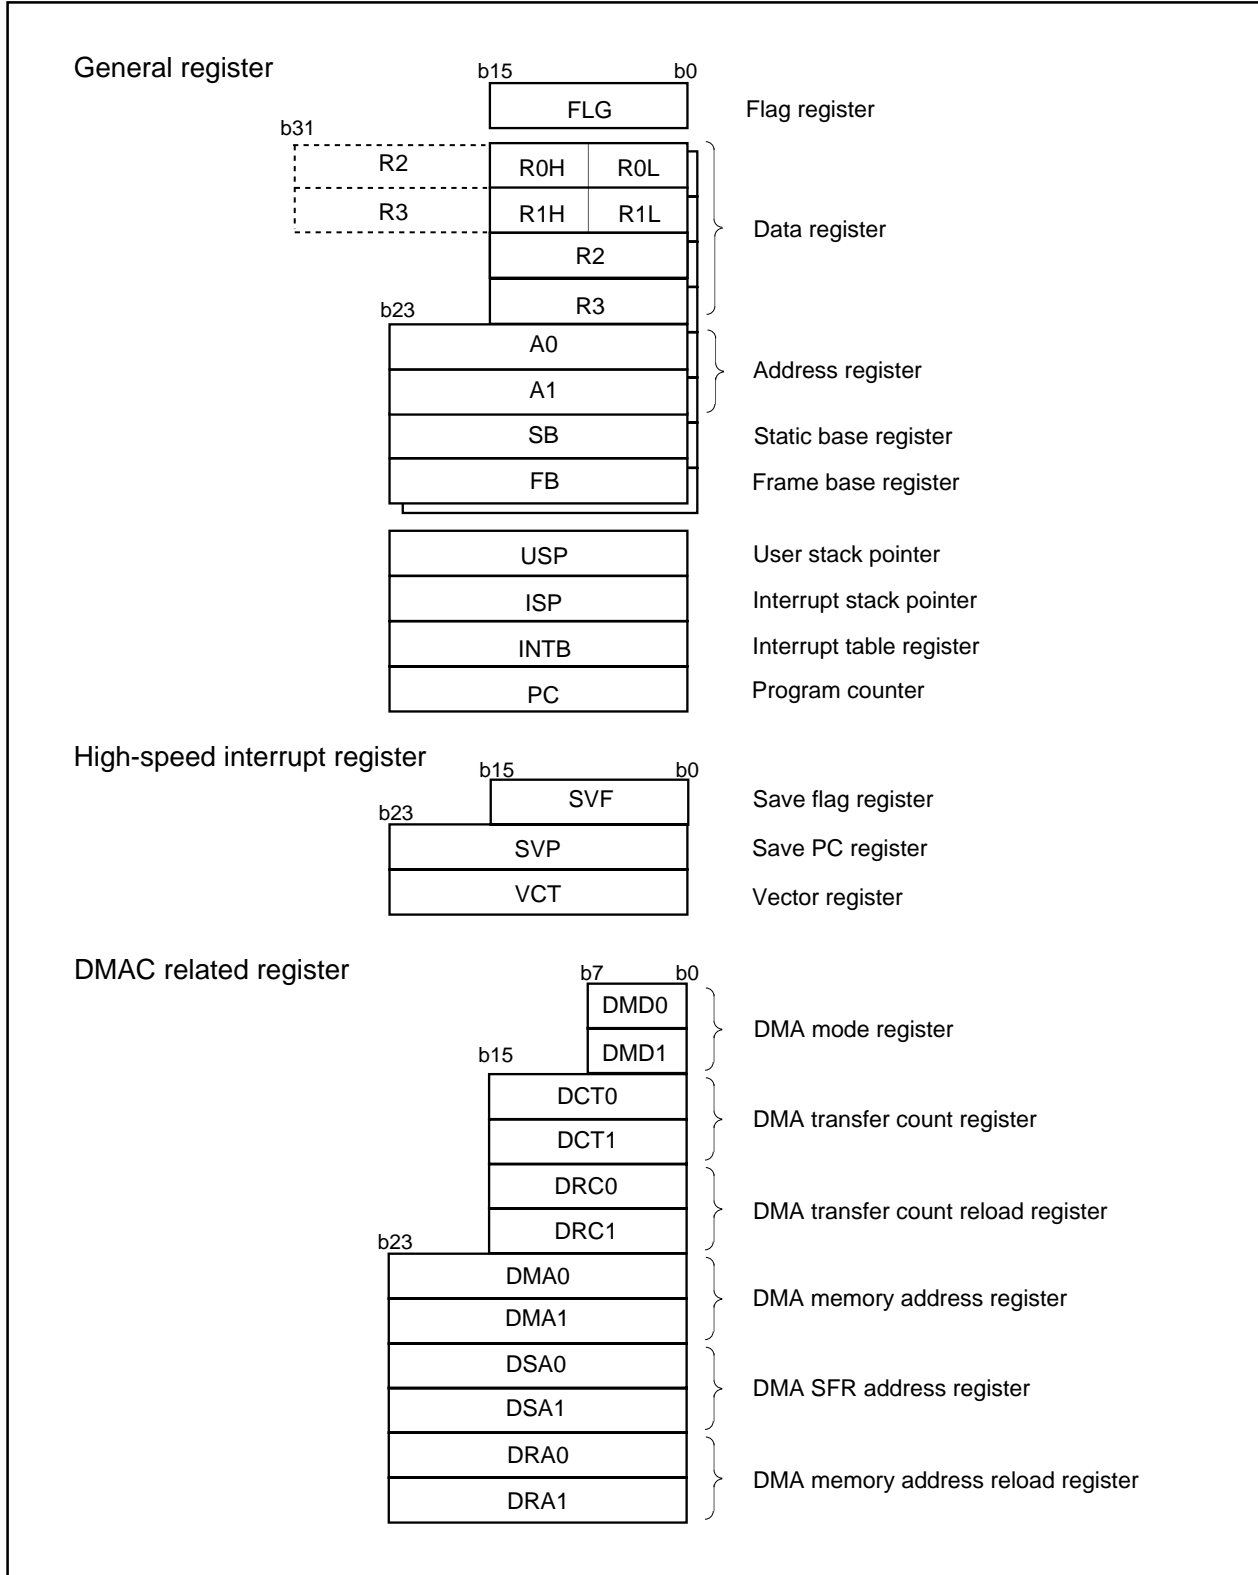 General register
b15 b0
FLG Flag register
b31
R2 R0H R0L
R3 R1H R1L
Data register
R2
R3
b23
A0
Address register
A1
SB Static base register
FB Frame base register
USP User stack pointer
ISP Interrupt stack pointer
INTB Interrupt table register
PC Program counter
High-speed interrupt register
b15 b0
SVF Save flag register
b23
SVP Save PC register
VCT Vector register
DMAC related register
b7 b0
DMD0
DMA mode register
DMD1
b15
DCT0
DMA transfer count register
DCT1
DRC0
DMA transfer count reload register
DRC1
b23
DMA0
DMA memory address register
DMA1
DSA0
DMA SFR address register
DSA1
DRA0
DMA memory address reload register
DRA1